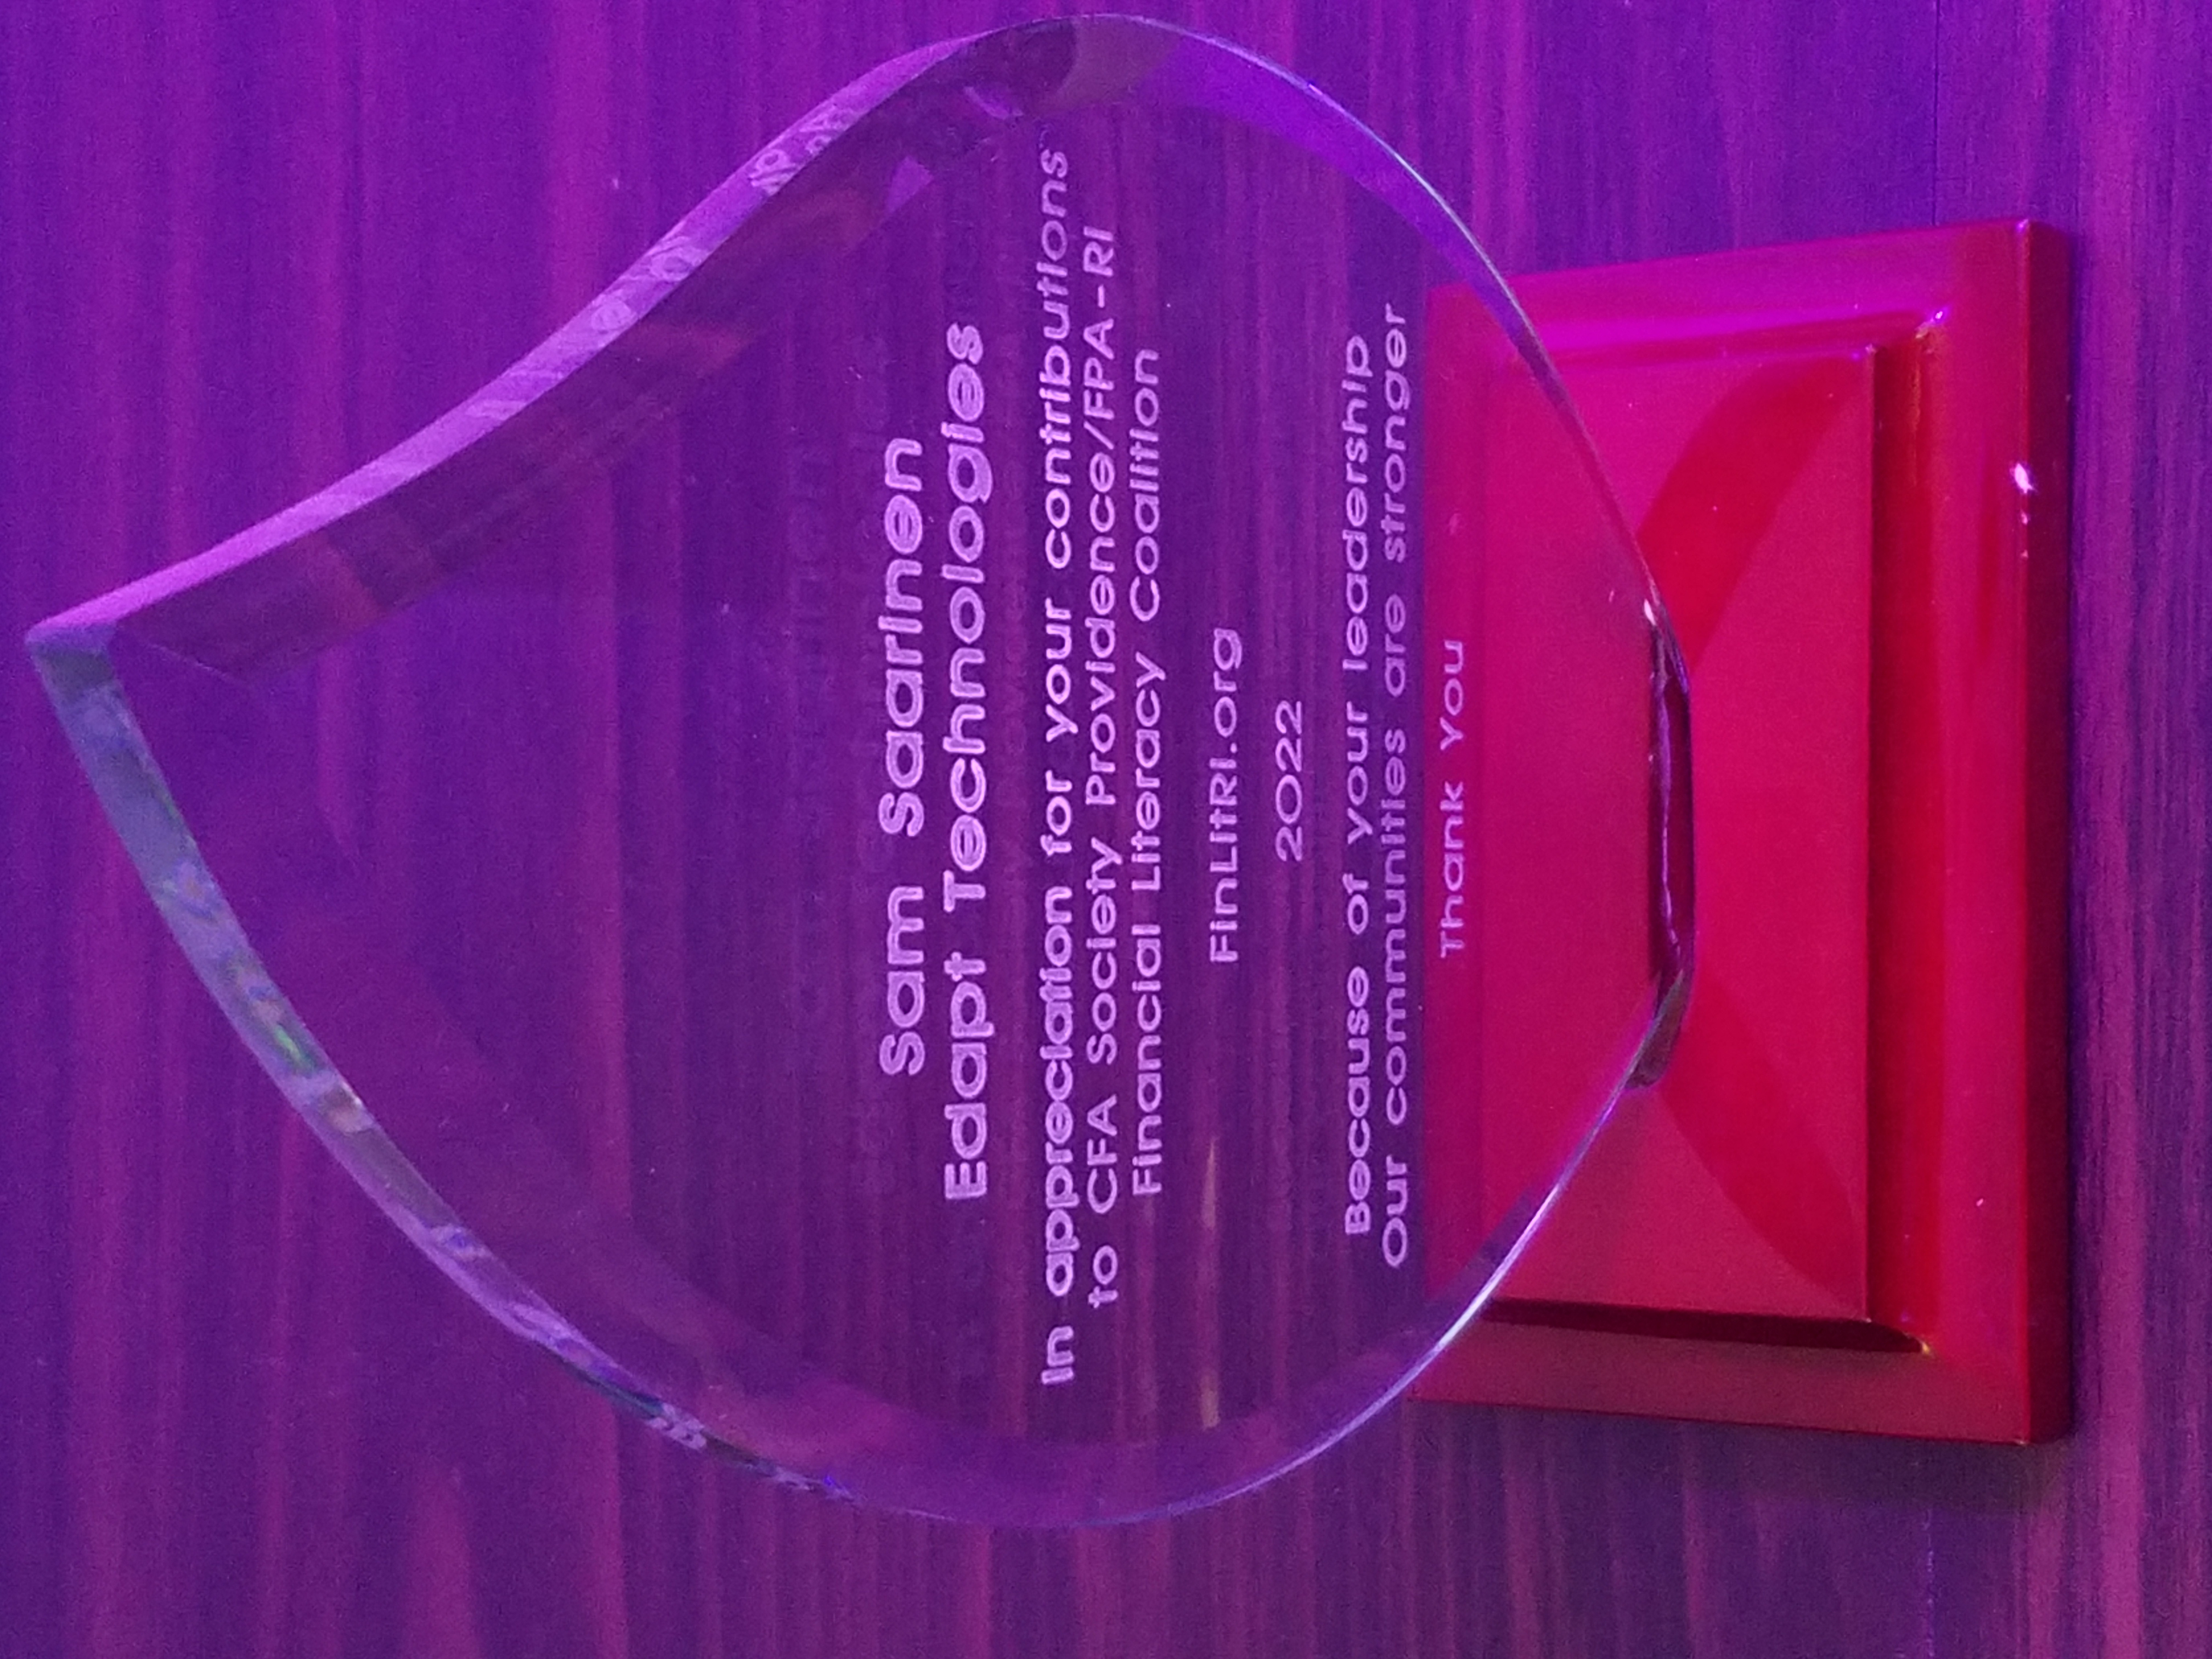 Sam Saarinen
Edapt Technologies
In appreciation for your contributions
to CFA Society Providence/FPA-RI
Financial Literacy Coalition
FinLitRI.org
2022
Because of your leadership
Our communities are stronger
Thank You